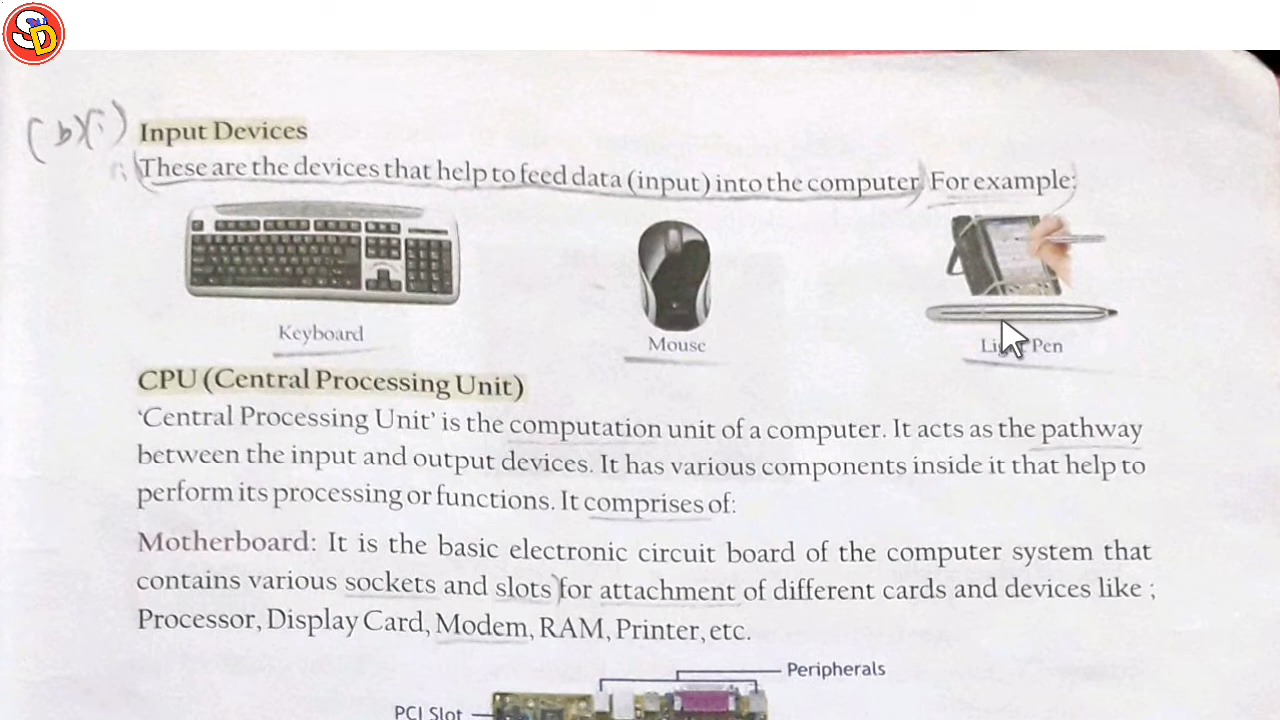 SD
(b)(i) Input Devices
These are the devices that help to feed data (input) into the computer. For example:
Keyboard
Mouse
Pen
CPU (Central Processing Unit)
'Central Processing Unit' is the computation unit of a computer. It acts as the pathway
between the input and output devices. It has various components inside it that help to
perform its processing or functions. It comprises of:
Motherboard: It is the basic electronic circuit board of the computer system that
contains various sockets and slots for attachment of different cards and devices like ;
Processor, Display Card, Modem, RAM, Printer, etc.
Peripherals
PCI Slot